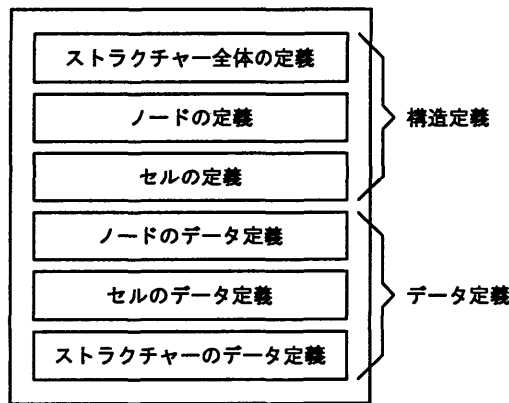 ストラクチャー全体の定義
ノードの定義
セルの定義
構造定義
ノードのデータ定義
セルのデータ定義
ストラクチャーのデータ定義
データ定義